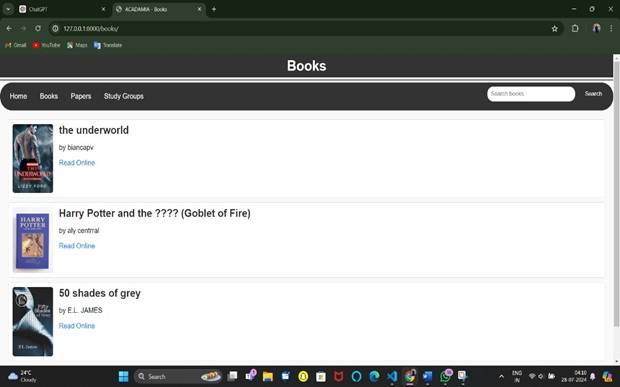 ChatGPT
ACADAMIA - Books
127.0.0.1:8000/books/
Gmail YouTube Maps Translate
Books
Home Books Papers Study Groups Search books Search
the underworld
by biancapv
Read Online
THE UNDERWORLD
LIZZY FORD
Harry Potter and the ???? (Goblet of Fire)
by aly centrral
Read Online
HARRY
POTTER
50 shades of grey
by E.L. JAMES
Read Online
Fifty Shades
of Grey
E L James
24°C
Cloudy
Search
ENG
IN
04:10
28-07-2024